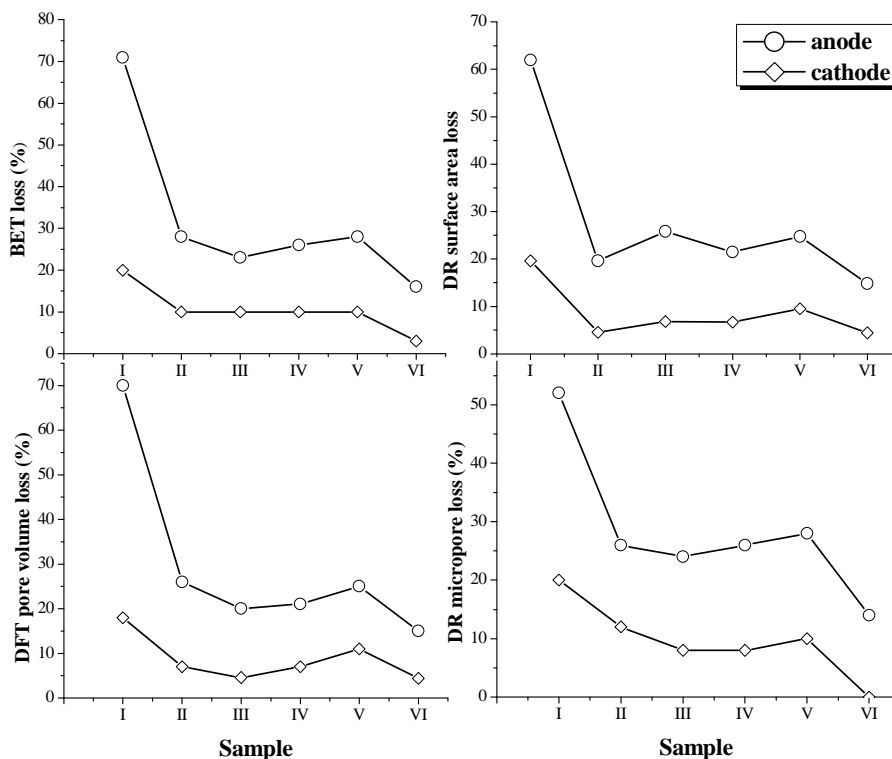 80
70
60
50
40
30
20
10
0
BET loss (%)
I II III IV V VI
70
60
50
40
30
20
10
0
DR surface area loss
I II III IV V VI
anode
cathode
70
60
50
40
30
20
10
0
DFT pore volume loss (%)
I II III IV V VI
Sample
50
40
30
20
10
0
DR micropore loss (%)
I II III IV V VI
Sample